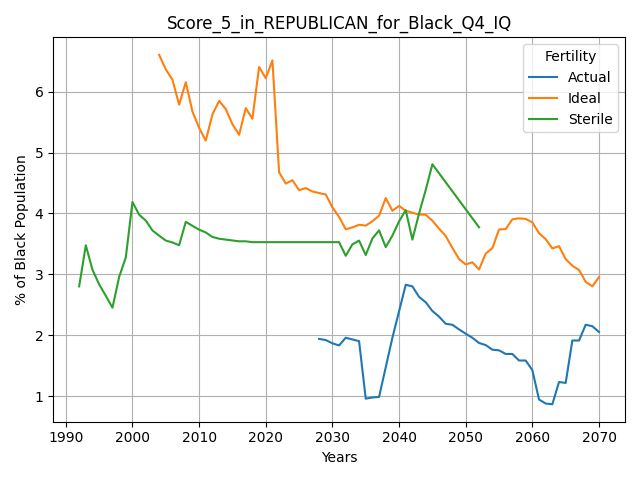 Score_5_in_REPUBLICAN_for_Black_Q4_IQ
Fertility
Actual
Ideal
Sterile
% of Black Population
6
5
4
3
2
1
1990 2000 2010 2020 2030 2040 2050 2060 2070
Years